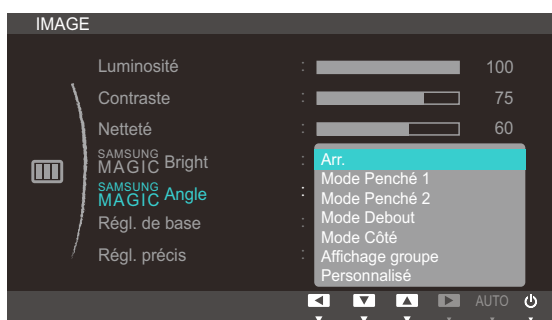 IMAGE
Luminosité : 100
Contraste : 75
Netteté : 60
SAMSUNG MAGIC Bright :
SAMSUNG MAGIC Angle :
Régl. de base :
Régl. précis :
Arr.
Mode Penché 1
Mode Penché 2
Mode Debout
Mode Côté
Affichage groupe
Personnalisé
AUTO